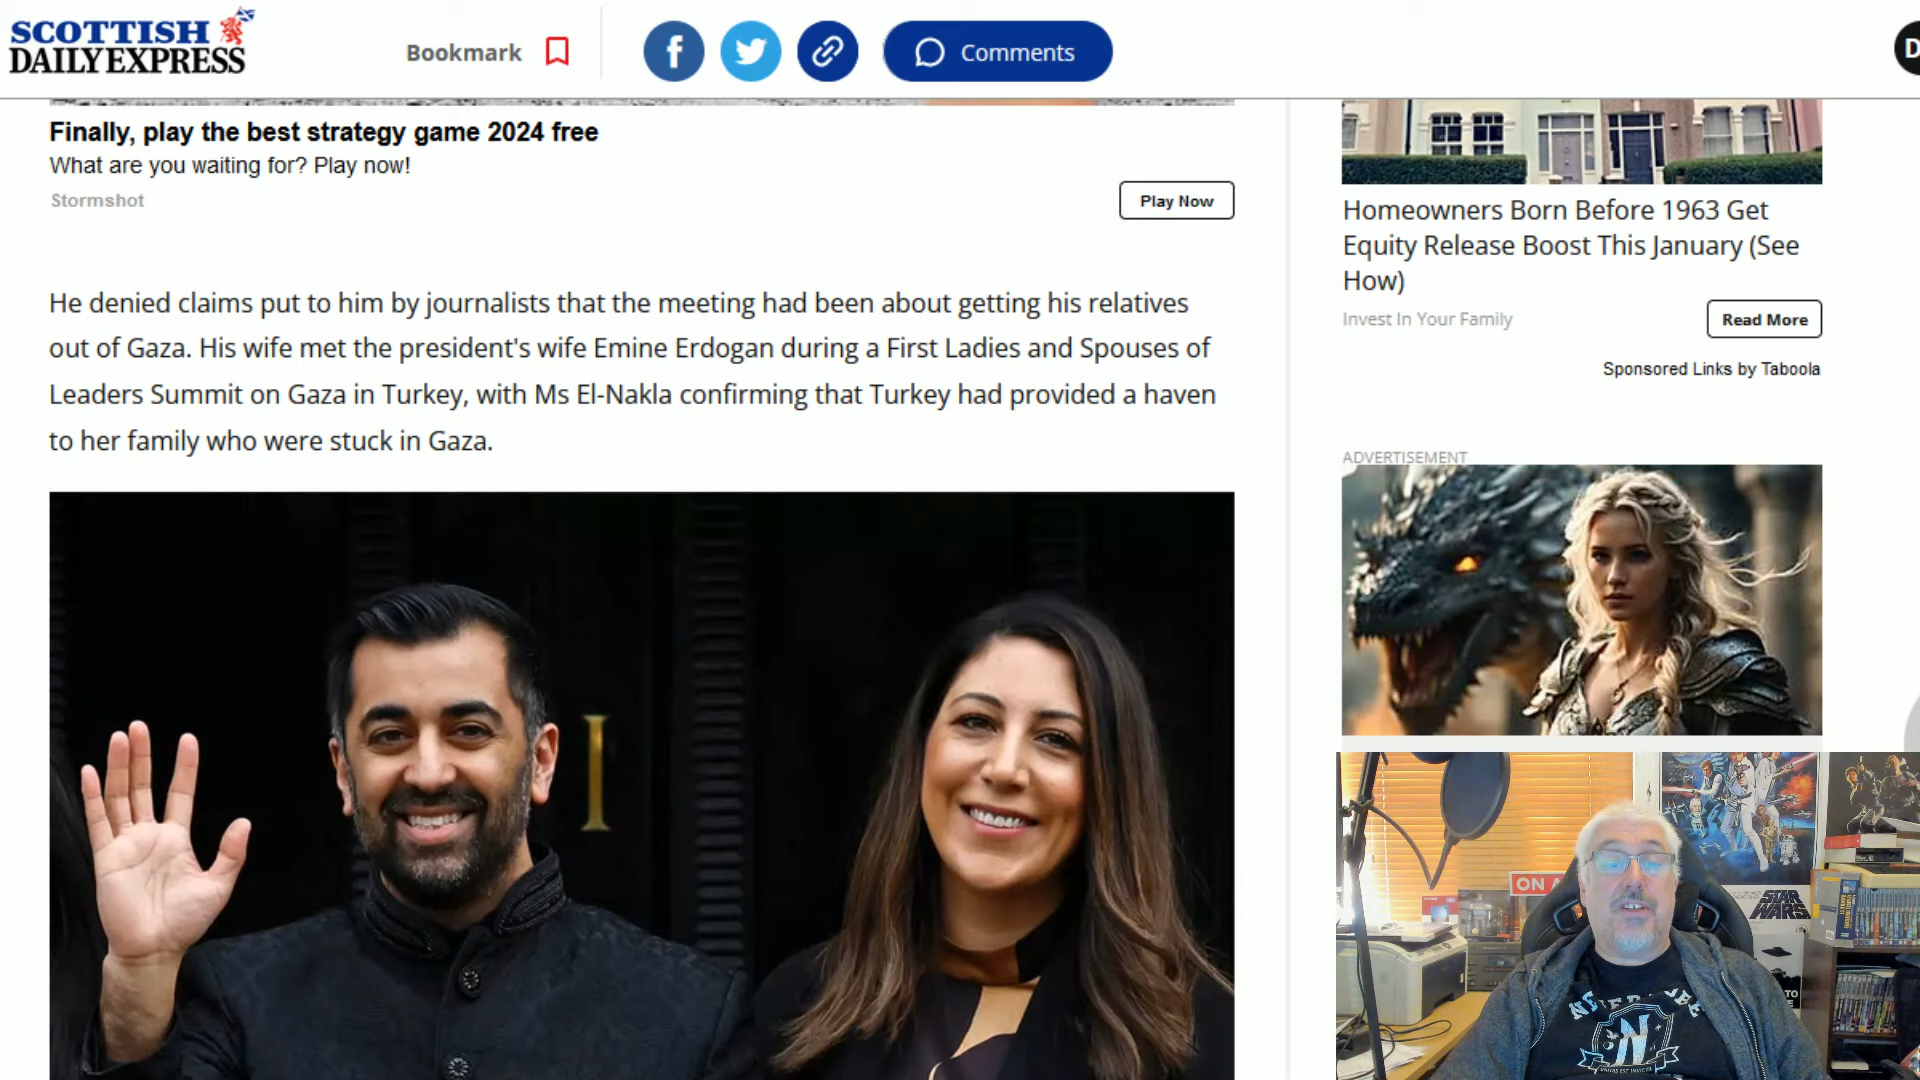 SCOTTISH
DAILY EXPRESS
Bookmark
Comments
D
Finally, play the best strategy game 2024 free
What are you waiting for? Play now!
Stormshot
Play Now
He denied claims put to him by journalists that the meeting had been about getting his relatives
out of Gaza. His wife met the president's wife Emine Erdogan during a First Ladies and Spouses of
Leaders Summit on Gaza in Turkey, with Ms El-Nakla confirming that Turkey had provided a haven
to her family who were stuck in Gaza.
Homeowners Born Before 1963 Get
Equity Release Boost This January (See
How)
Invest In Your Family
Read More
Sponsored Links by Taboola
ADVERTISEMENT
ON A
STAR
WARS
TO
N